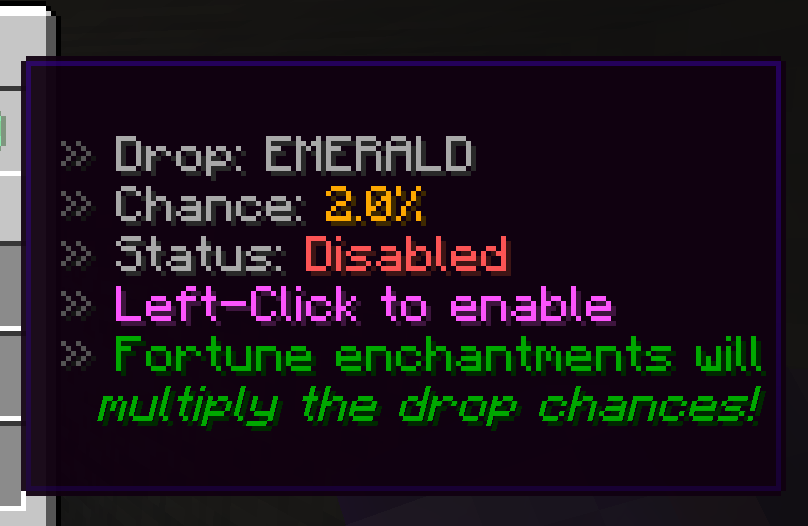 » Drop: EMERALD
» Chance: 2.0%
» Status: Disabled
» Left-Click to enable
» Fortune enchantments will
multiply the drop chances!